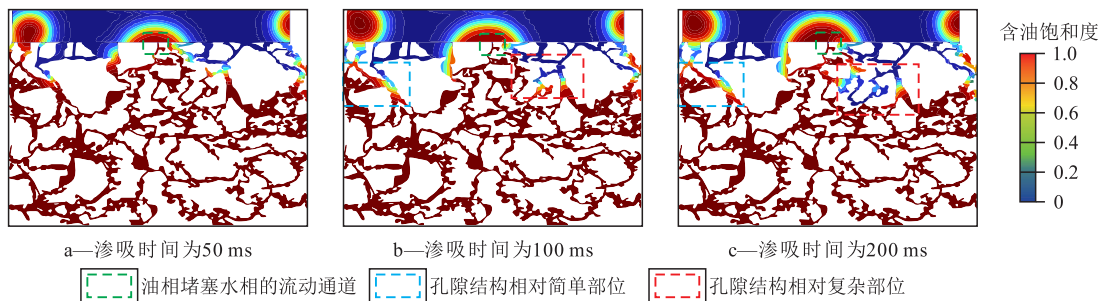 含油饱和度
1.0
0.8
0.6
0.4
0.2
0
a—渗吸时间为50 ms
b—渗吸时间为100 ms
c—渗吸时间为200 ms
油相堵塞水相的流动通道
孔隙结构相对简单部位
孔隙结构相对复杂部位